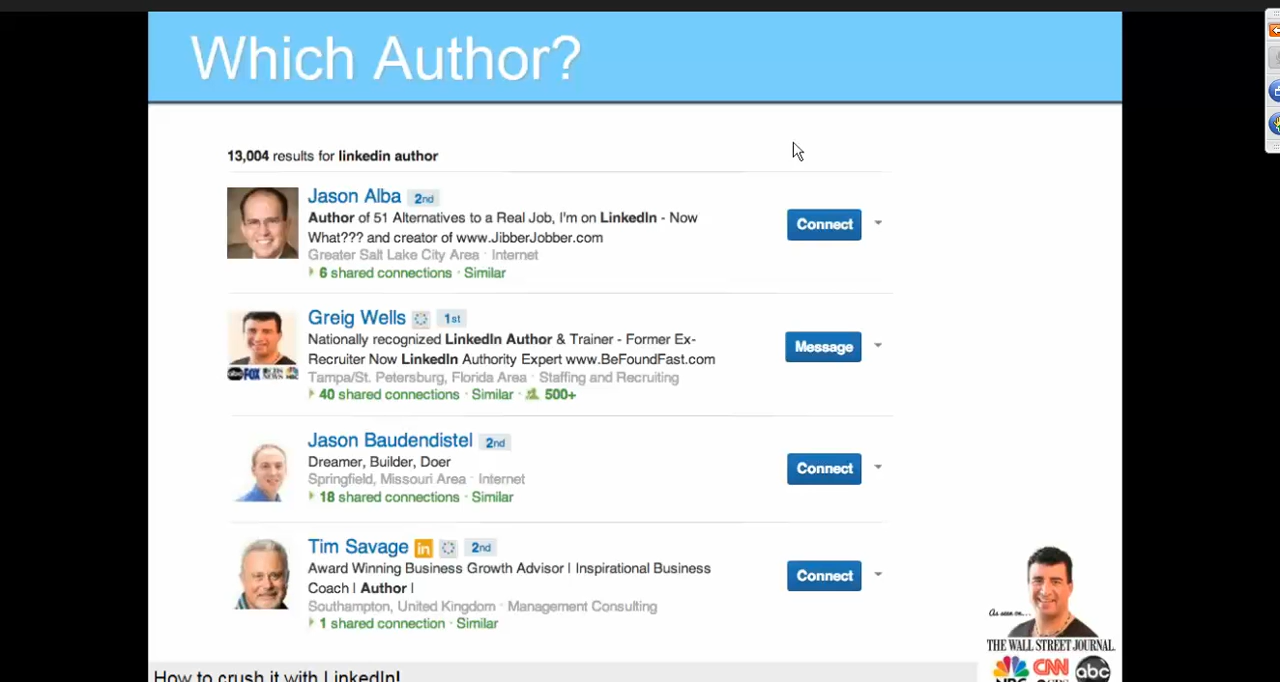 Which Author?
13,004 results for linkedin author
Jason Alba 2nd
Author of 51 Alternatives to a Real Job, I'm on LinkedIn - Now
What??? and creator of www.JibberJobber.com
Greater Salt Lake City Area · Internet
6 shared connections · Similar
Connect
Greig Wells 1st
Nationally recognized LinkedIn Author & Trainer - Former Ex-
Recruiter Now LinkedIn Authority Expert www.BeFoundFast.com
Tampa/St. Petersburg, Florida Area · Staffing and Recruiting
40 shared connections · Similar · 500+
Message
abc FOX CBS NEWS
Jason Baudendistel 2nd
Dreamer, Builder, Doer
Springfield, Missouri Area · Internet
18 shared connections · Similar
Connect
Tim Savage in 2nd
Award Winning Business Growth Advisor | Inspirational Business
Coach | Author |
Southampton, United Kingdom · Management Consulting
1 shared connection · Similar
Connect
As seen on...
THE WALL STREET JOURNAL.
CNN abc
How to crush it with LinkedIn!